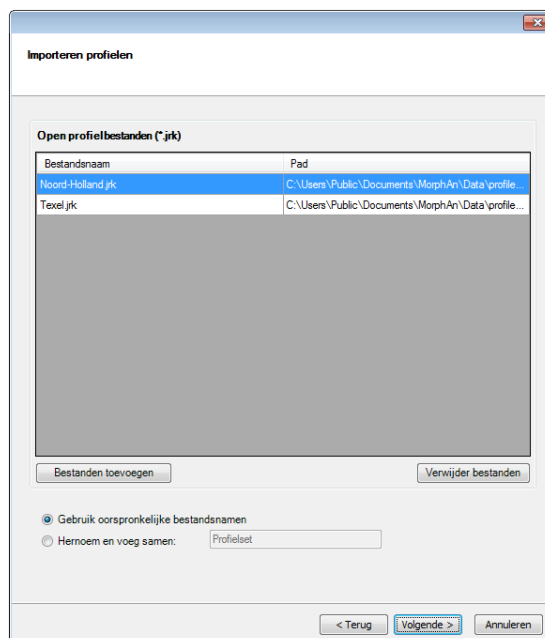 Importeren profielen
Open profielbestanden (*.jrk)
Bestandsnaam Pad
Noord-Holland.jrk C:\Users\Public\Documents\MorphAn\Data\profile...
Texel.jrk C:\Users\Public\Documents\MorphAn\Data\profile...
Bestanden toevoegen Verwijder bestanden
Gebruik oorspronkelijke bestandsnamen
Hernoem en voeg samen: Profielset
< Terug Volgende > Annuleren